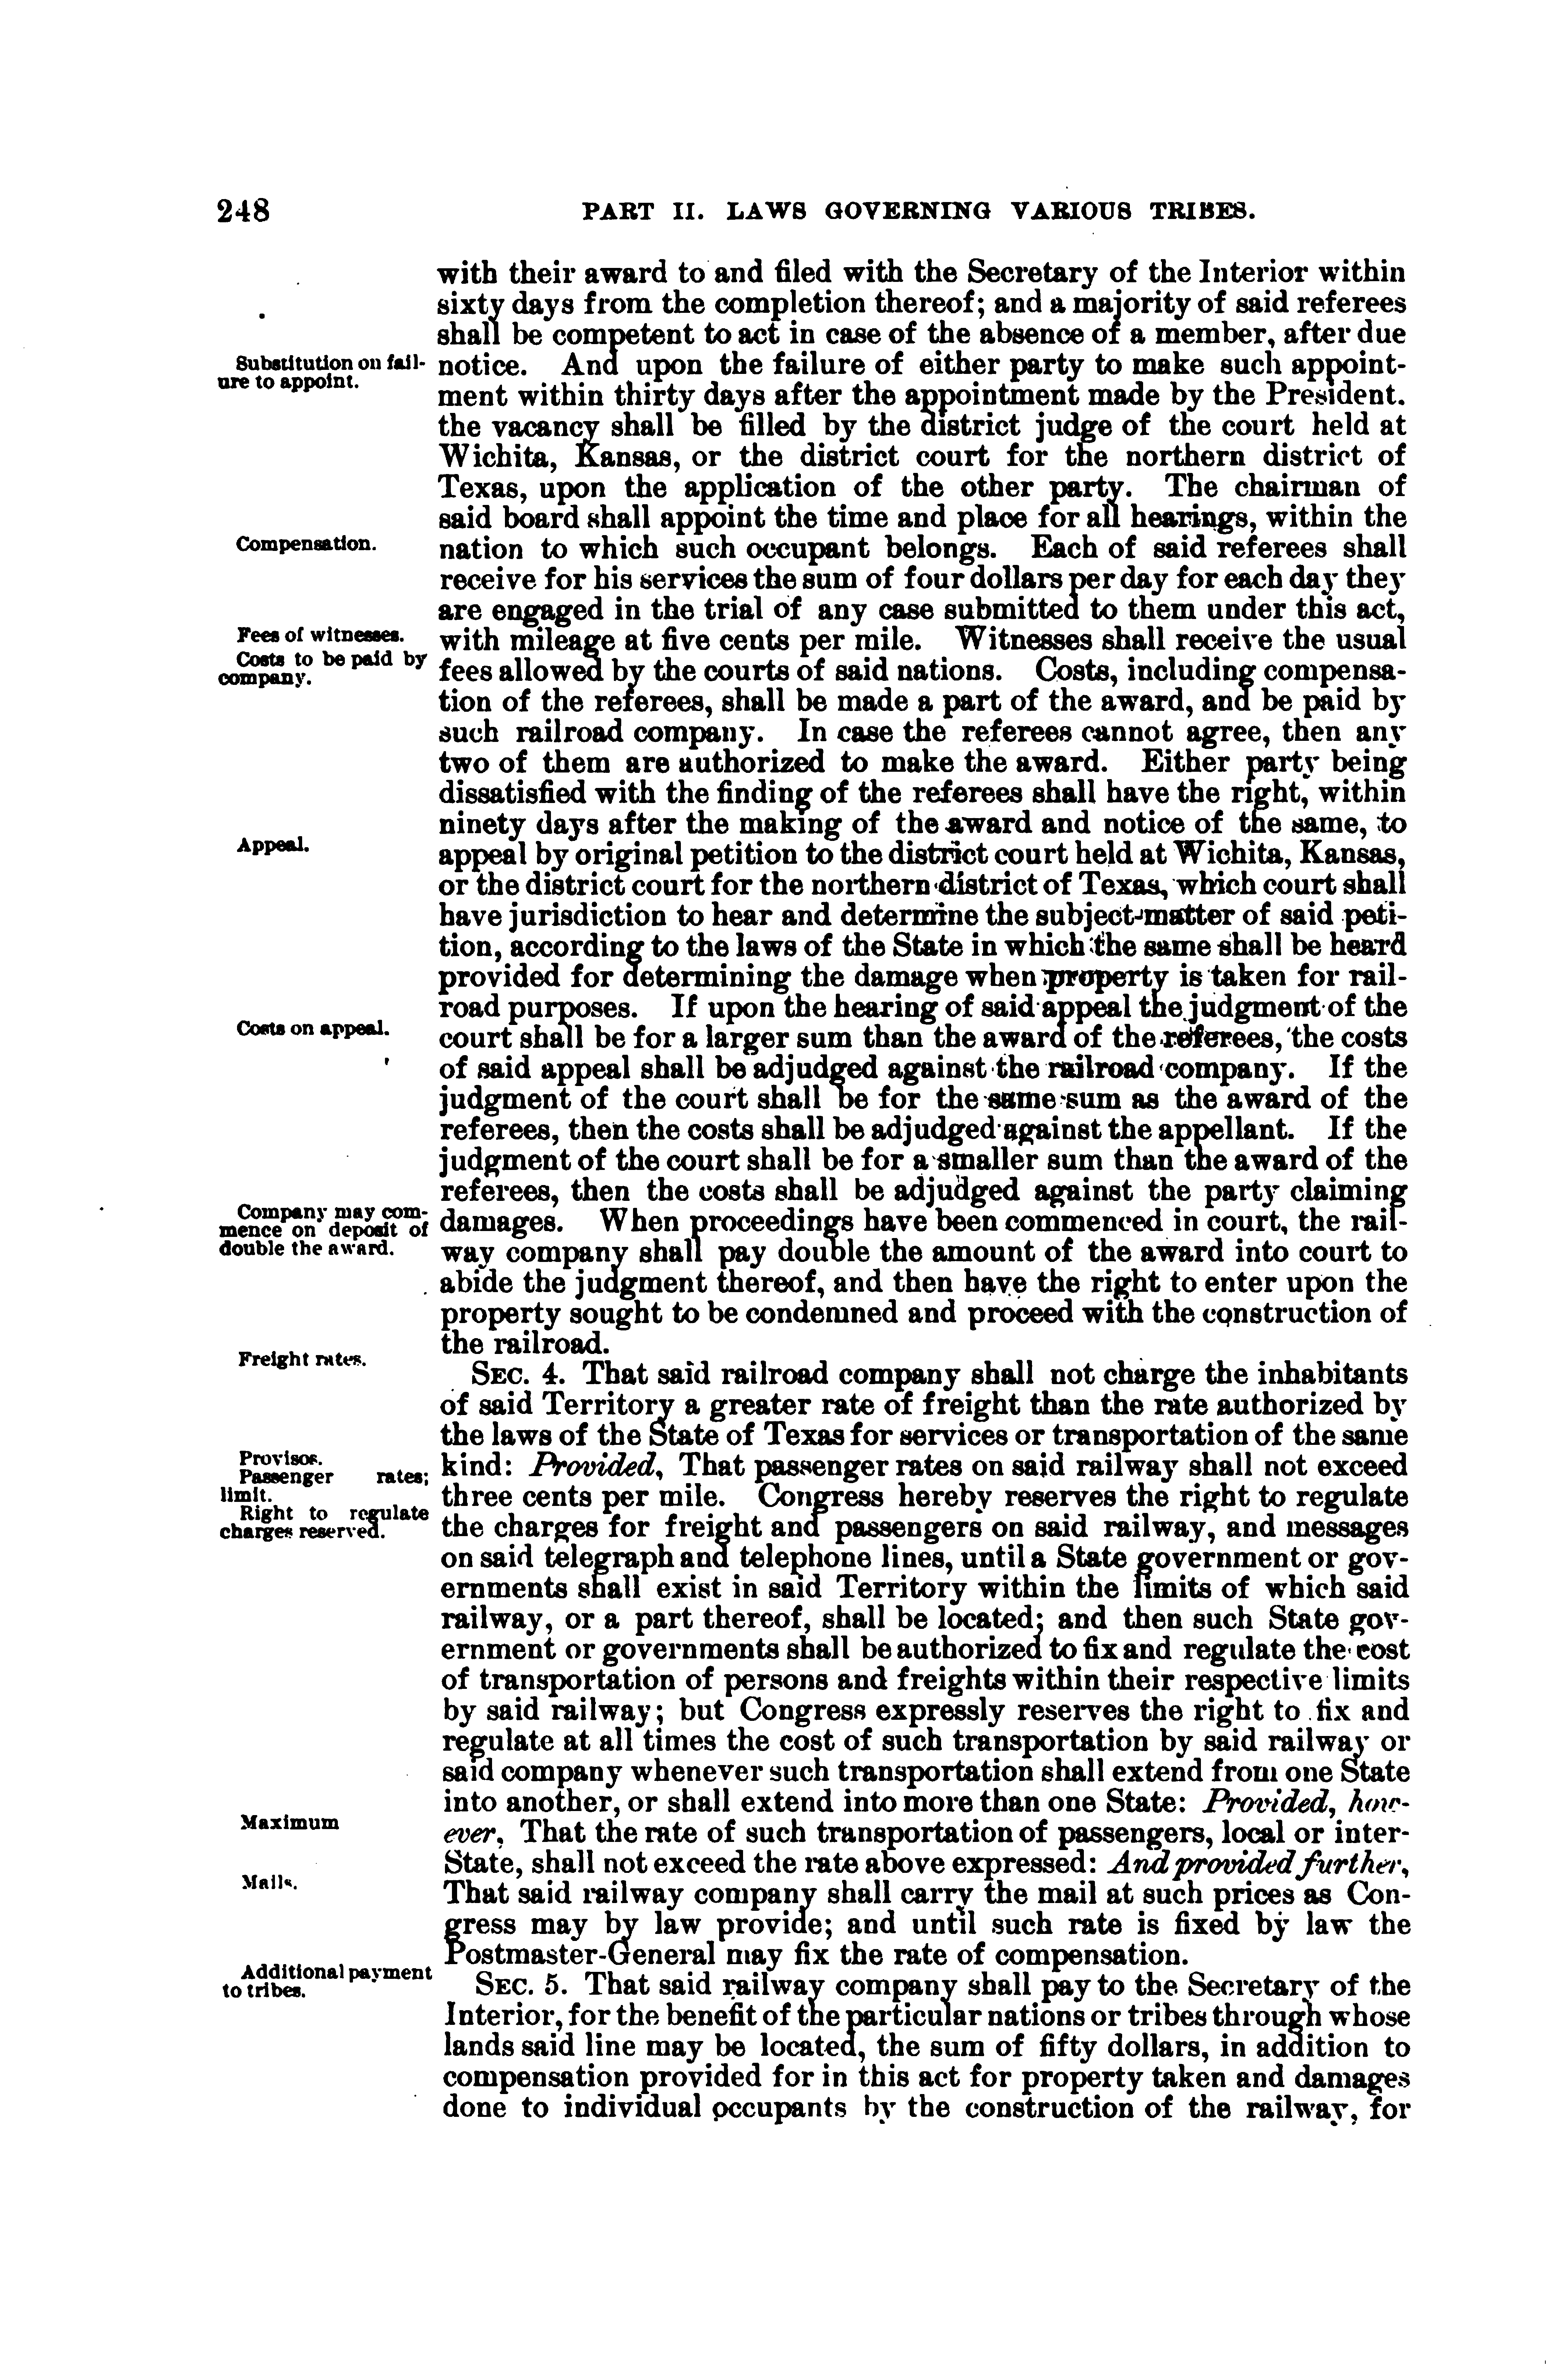 248
PART II. LAWS GOVERNING VARIOUS TRIBES.
with their award to and filed with the Secretary of the Interior within
sixty days from the completion thereof; and a majority of said referees
shall be competent to act in case of the absence of a member, after due
Substitution on fail-
ure to appoint.
notice. And upon the failure of either party to make such appoint-
ment within thirty days after the appointment made by the President.
the vacancy shall be filled by the district judge of the court held at
Wichita, Kansas, or the district court for the northern district of
Texas, upon the application of the other party. The chairman of
said board shall appoint the time and place for all hearings, within the
Compensation.
nation to which such occupant belongs. Each of said referees shall
receive for his services the sum of four dollars per day for each day they
are engaged in the trial of any case submitted to them under this act,
Fees of witnesses.
with mileage at five cents per mile. Witnesses shall receive the usual
Costs to be paid by
company.
fees allowed by the courts of said nations. Costs, including compensa-
tion of the referees, shall be made a part of the award, and be paid by
such railroad company. In case the referees cannot agree, then any
two of them are authorized to make the award. Either party being
dissatisfied with the finding of the referees shall have the right, within
ninety days after the making of the award and notice of the same, to
Appeal.
appeal by original petition to the district court held at Wichita, Kansas,
or the district court for the northern district of Texas, which court shall
have jurisdiction to hear and determine the subject-matter of said peti-
tion, according to the laws of the State in which the same shall be heard
provided for determining the damage when property is taken for rail-
road purposes. If upon the hearing of said appeal the judgment of the
Costs on appeal.
court shall be for a larger sum than the award of the referees, the costs
of said appeal shall be adjudged against the railroad company. If the
judgment of the court shall be for the same sum as the award of the
referees, then the costs shall be adjudged against the appellant. If the
judgment of the court shall be for a smaller sum than the award of the
referees, then the costs shall be adjudged against the party claiming
Company may com-
mence on deposit of
double the award.
damages. When proceedings have been commenced in court, the rail-
way company shall pay double the amount of the award into court to
abide the judgment thereof, and then have the right to enter upon the
property sought to be condemned and proceed with the construction of
the railroad.
Freight rates.
SEC. 4. That said railroad company shall not charge the inhabitants
of said Territory a greater rate of freight than the rate authorized by
the laws of the State of Texas for services or transportation of the same
Provisos.
Passenger rates;
limit.
kind: Provided, That passenger rates on said railway shall not exceed
three cents per mile. Congress hereby reserves the right to regulate
Right to regulate
charges reserved.
the charges for freight and passengers on said railway, and messages
on said telegraph and telephone lines, until a State government or gov-
ernments shall exist in said Territory within the limits of which said
railway, or a part thereof, shall be located; and then such State gov-
ernment or governments shall be authorized to fix and regulate the cost
of transportation of persons and freights within their respective limits
by said railway; but Congress expressly reserves the right to fix and
regulate at all times the cost of such transportation by said railway or
said company whenever such transportation shall extend from one State
into another, or shall extend into more than one State: Provided, how-
Maximum
ever, That the rate of such transportation of passengers, local or inter-
State, shall not exceed the rate above expressed: And provided further,
Mails.
That said railway company shall carry the mail at such prices as Con-
gress may by law provide; and until such rate is fixed by law the
Postmaster-General may fix the rate of compensation.
Additional payment
to tribes.
SEC. 5. That said railway company shall pay to the Secretary of the
Interior, for the benefit of the particular nations or tribes through whose
lands said line may be located, the sum of fifty dollars, in addition to
compensation provided for in this act for property taken and damages
done to individual occupants by the construction of the railway, for